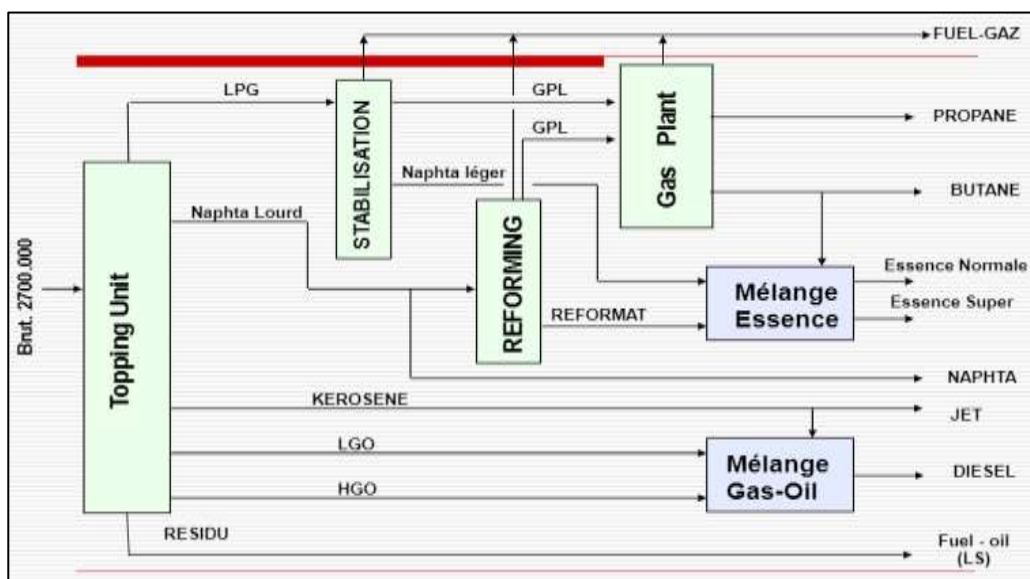 FUEL-GAZ
LPG
GPL
PROPANE
GPL
Naphta léger
BUTANE
Naphta Lourd
STABILISATION
Gas Plant
Brut. 2700.000
Topping Unit
REFORMING
Essence Normale
Mélange
Essence
Essence Super
REFORMAT
NAPHTA
KEROSENE
JET
LGO
Mélange
Gas-Oil
DIESEL
HGO
RESIDU
Fuel - oil
(LS)